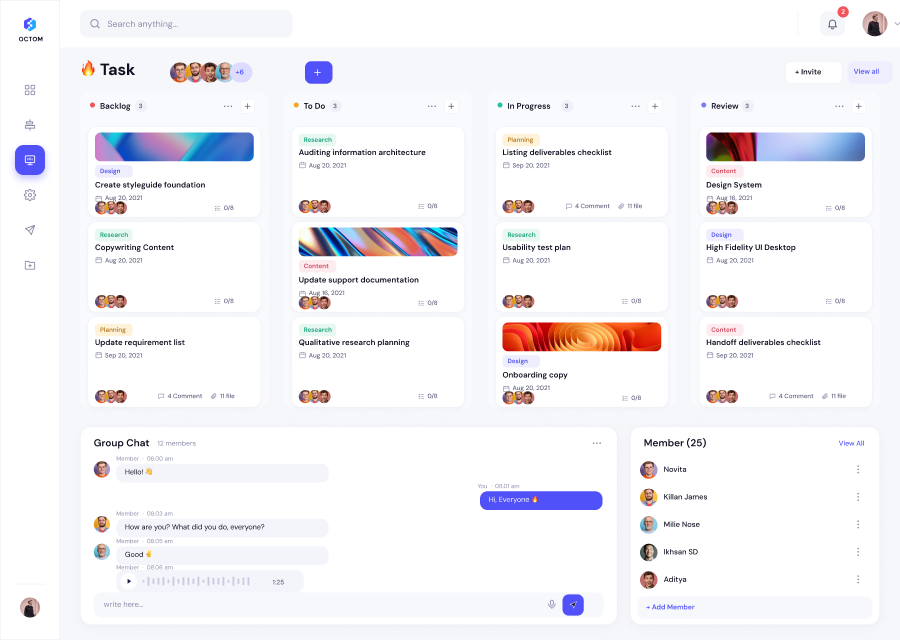 OCTOM
Search anything...
2
🔥 Task
+6
+
+ Invite
View all
Backlog 3
Design
Create styleguide foundation
Aug 20, 2021
0/8
Research
Copywriting Content
Aug 20, 2021
0/8
Planning
Update requirement list
Sep 20, 2021
4 Comment 11 file
To Do 3
Research
Auditing information architecture
Aug 20, 2021
0/8
Content
Update support documentation
Aug 16, 2021
0/8
Research
Qualitative research planning
Aug 20, 2021
0/8
In Progress 3
Planning
Listing deliverables checklist
Sep 20, 2021
4 Comment 11 file
Research
Usability test plan
Aug 20, 2021
0/8
Design
Onboarding copy
Aug 20, 2021
0/8
Review 3
Content
Design System
Aug 16, 2021
0/8
Design
High Fidelity UI Desktop
Aug 20, 2021
0/8
Content
Handoff deliverables checklist
Sep 20, 2021
4 Comment 11 file
Group Chat 12 members
Member · 08.00 am
Hello! 👋
You · 08.01 am
Hi, Everyone 🔥
Member · 08.03 am
How are you? What did you do, everyone?
Member · 08.05 am
Good ✌️
Member · 08.06 am
1:25
write here...
Member (25)
View All
Novita
Killan James
Milie Nose
Ikhsan SD
Aditya
+ Add Member